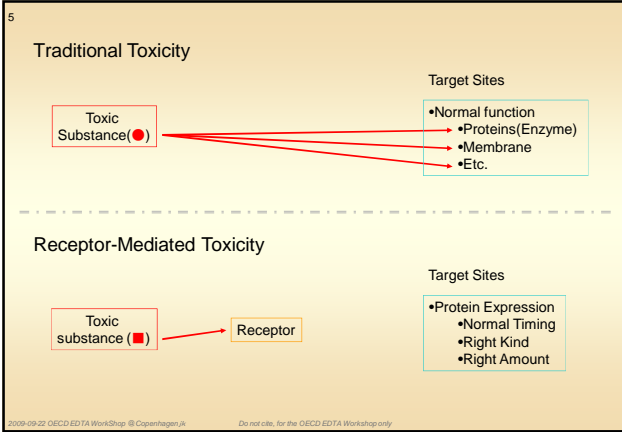 5
Traditional Toxicity
Target Sites
Toxic
Substance(●)
•Normal function
•Proteins(Enzyme)
•Membrane
•Etc.
Receptor-Mediated Toxicity
Target Sites
Toxic
substance (■)
Receptor
•Protein Expression
•Normal Timing
•Right Kind
•Right Amount
2009-09-22 OECD EDTA WorkShop @ Copenhagen.jk
Do not cite, for the OECD EDTA Workshop only